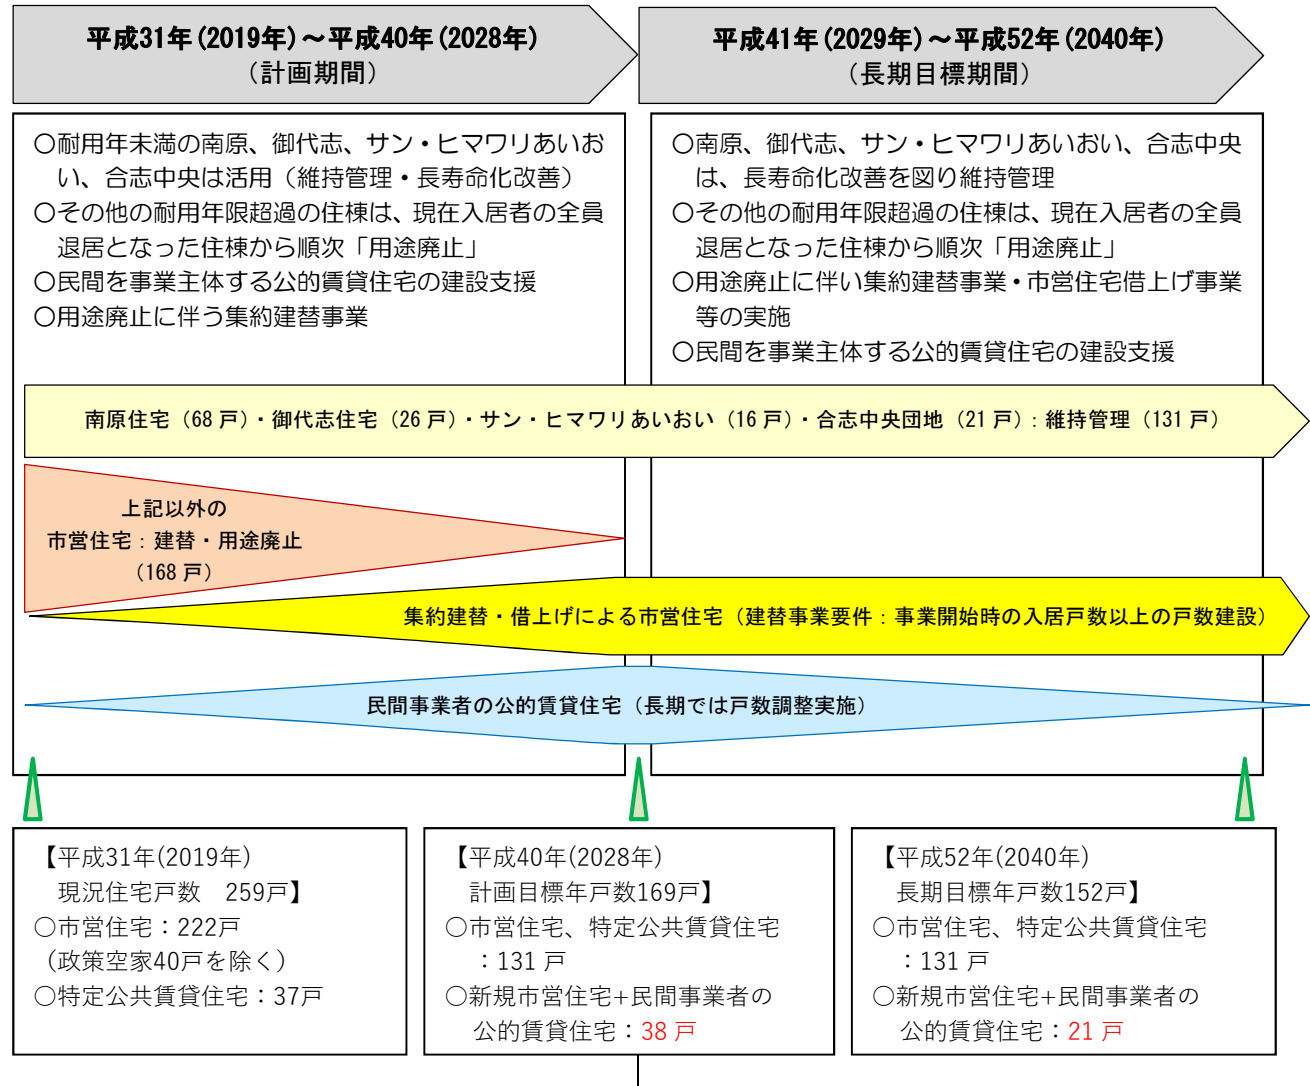 平成31年(2019年)～平成40年(2028年)
（計画期間）
平成41年(2029年)～平成52年(2040年)
（長期目標期間）
○耐用年未満の南原、御代志、サン・ヒマワリあいお
い、合志中央は活用（維持管理・長寿命化改善）
○その他の耐用年限超過の住棟は、現在入居者の全員
退居となった住棟から順次「用途廃止」
○民間を事業主体する公的賃貸住宅の建設支援
○用途廃止に伴う集約建替事業
○南原、御代志、サン・ヒマワリあいおい、合志中央
は、長寿命化改善を図り維持管理
○その他の耐用年限超過の住棟は、現在入居者の全員
退居となった住棟から順次「用途廃止」
○用途廃止に伴い集約建替事業・市営住宅借上げ事業
等の実施
○民間を事業主体する公的賃貸住宅の建設支援
南原住宅（68戸）・御代志住宅（26戸）・サン・ヒマワリあいおい（16戸）・合志中央団地（21戸）：維持管理（131戸）
上記以外の
市営住宅：建替・用途廃止
（168戸）
集約建替・借上げによる市営住宅（建替事業要件：事業開始時の入居戸数以上の戸数建設）
民間事業者の公的賃貸住宅（長期では戸数調整実施）
【平成31年(2019年)
現況住宅戸数　259戸】
○市営住宅：222戸
（政策空家40戸を除く）
○特定公共賃貸住宅：37戸
【平成40年(2028年)
計画目標年戸数169戸】
○市営住宅、特定公共賃貸住宅
：131戸
○新規市営住宅+民間事業者の
公的賃貸住宅：38戸
【平成52年(2040年)
長期目標年戸数152戸】
○市営住宅、特定公共賃貸住宅
：131戸
○新規市営住宅+民間事業者の
公的賃貸住宅：21戸